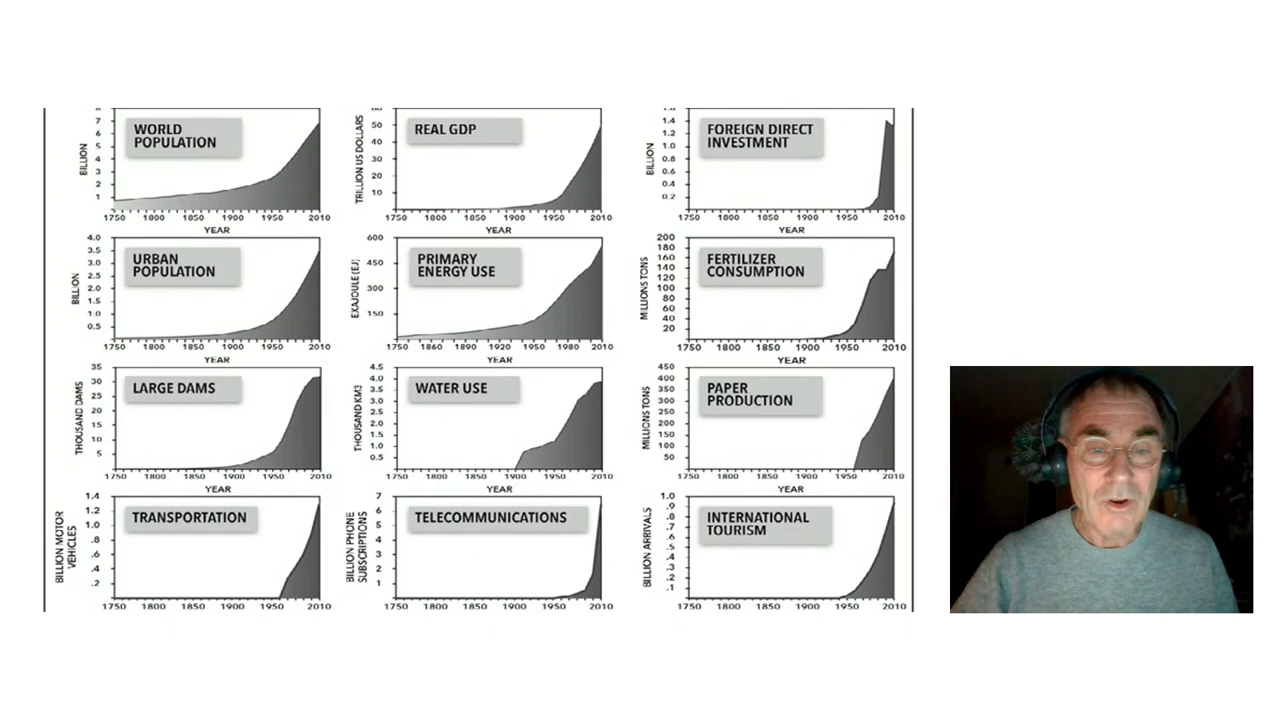 8
7
6
5
4
3
2
1
BILLION
WORLD
POPULATION
1750 1800 1850 1900 1950 2010
YEAR
60
50
40
30
20
10
TRILLION US DOLLARS
REAL GDP
1750 1800 1850 1900 1950 2010
YEAR
1.6
1.4
1.2
1.0
0.8
0.6
0.4
0.2
BILLION
FOREIGN DIRECT
INVESTMENT
1750 1800 1850 1900 1950 2010
YEAR
4.0
3.5
3.0
2.5
2.0
1.5
1.0
0.5
BILLION
URBAN
POPULATION
1750 1800 1850 1900 1950 2010
YEAR
600
450
300
150
EXAJOULE (EJ)
PRIMARY
ENERGY USE
1750 1860 1890 1920 1950 1980 2010
YEAR
200
180
160
140
120
100
80
60
40
20
MILLIONS TONS
FERTILIZER
CONSUMPTION
1750 1800 1850 1900 1950 2010
YEAR
35
30
25
20
15
10
5
THOUSAND DAMS
LARGE DAMS
1750 1800 1850 1900 1950 2010
YEAR
4.5
4.0
3.5
3.0
2.5
2.0
1.5
1.0
0.5
THOUSAND KM3
WATER USE
1750 1800 1850 1900 1950 2010
YEAR
450
400
350
300
250
200
150
100
50
MILLIONS TONS
PAPER
PRODUCTION
1750 1800 1850 1900 1950 2010
YEAR
1.4
1.2
1.0
.8
.6
.4
.2
BILLION MOTOR
VEHICLES
TRANSPORTATION
1750 1800 1850 1900 1950 2010
7
6
5
4
3
2
1
BILLION PHONE
SUBSCRIPTIONS
TELECOMMUNICATIONS
1750 1800 1850 1900 1950 2010
1.0
.9
.8
.7
.6
.5
.4
.3
.2
.1
BILLION ARRIVALS
INTERNATIONAL
TOURISM
1750 1800 1850 1900 1950 2010